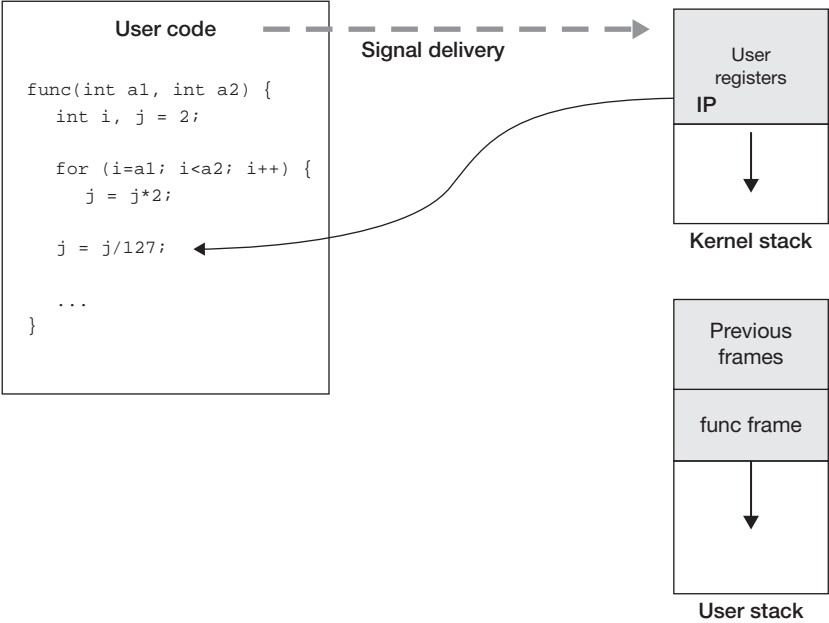 User code
Signal delivery
func(int a1, int a2) {
int i, j = 2;
for (i=a1; i<a2; i++) {
j = j*2;
j = j/127;
...
}
User
registers
IP
Kernel stack
Previous
frames
func frame
User stack